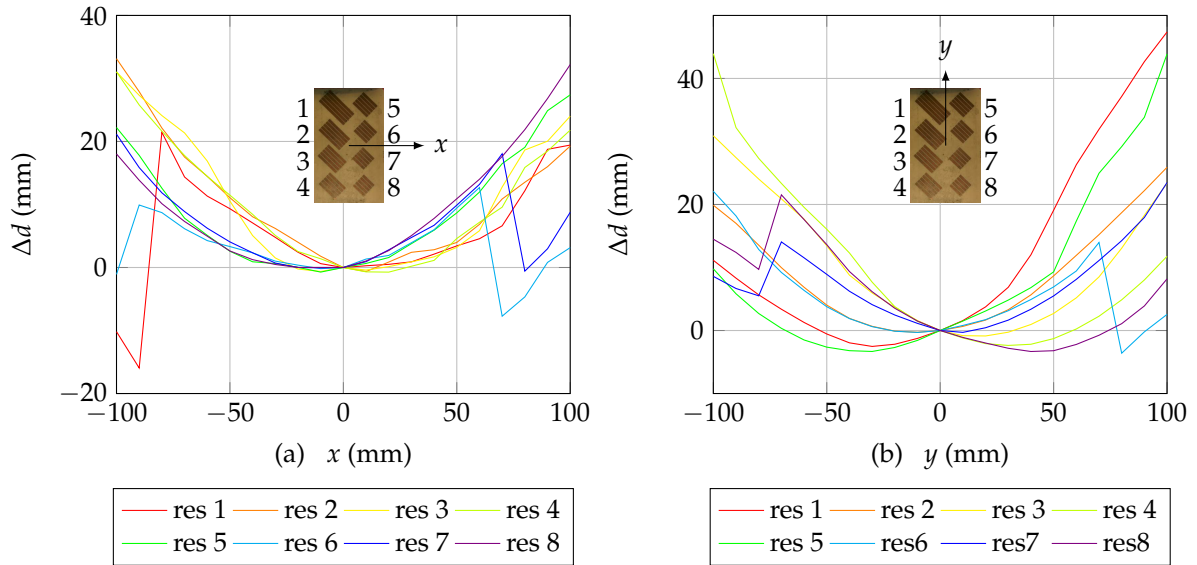 40
20
0
−20
−100
−50
0
50
100
Δd (mm)
1
2
3
4
5
6
7
8
x
(a) x (mm)
res 1
res 2
res 3
res 4
res 5
res 6
res 7
res 8
40
20
0
−100
−50
0
50
100
Δd (mm)
y
1
2
3
4
5
6
7
8
(b) y (mm)
res 1
res 2
res 3
res 4
res 5
res6
res7
res8